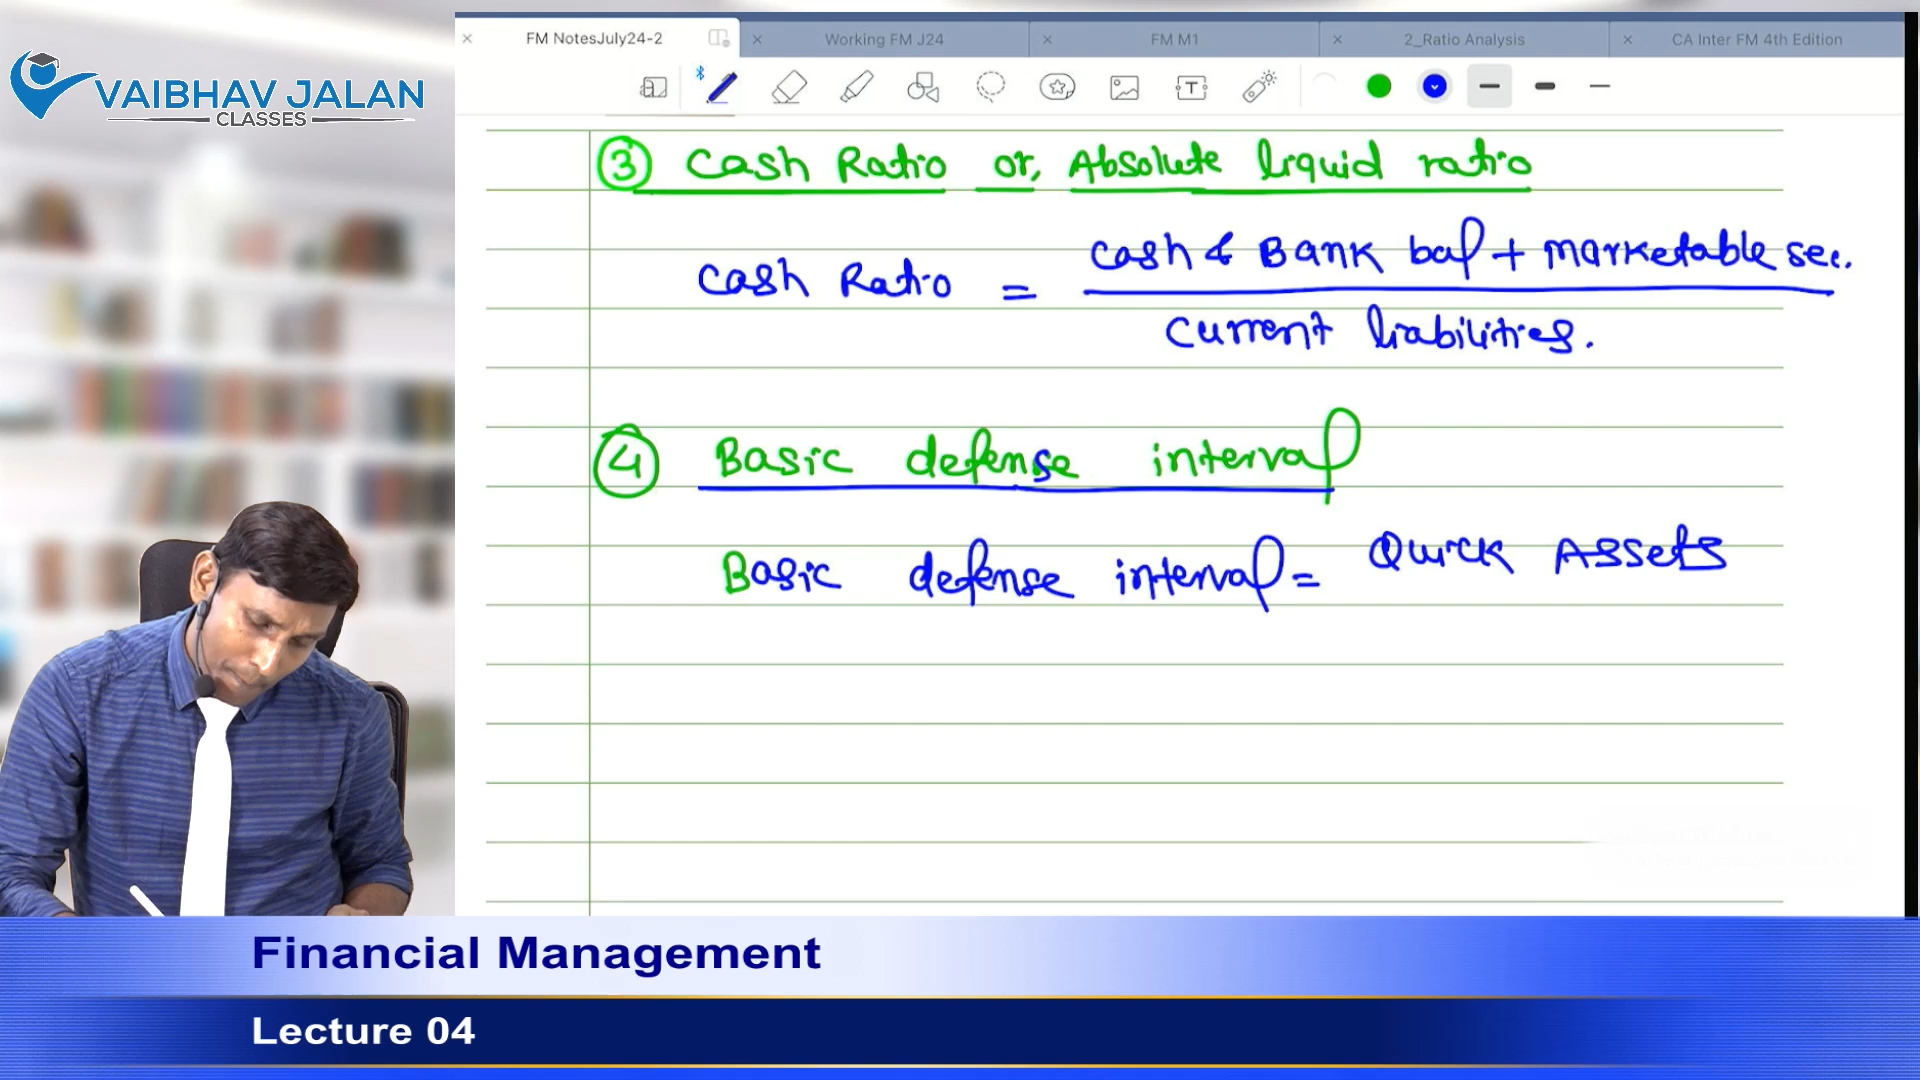 VAIBHAV JALAN
CLASSES
FM NotesJuly24-2
Working FM J24
FM M1
2_Ratio Analysis
CA Inter FM 4th Edition
③ Cash Ratio or, Absolute liquid ratio
Cash Ratio = Cash & Bank bal + marketable sec.
Current liabilities.
④ Basic defense interval
Basic defense interval = Quick Assets
Financial Management
Lecture 04